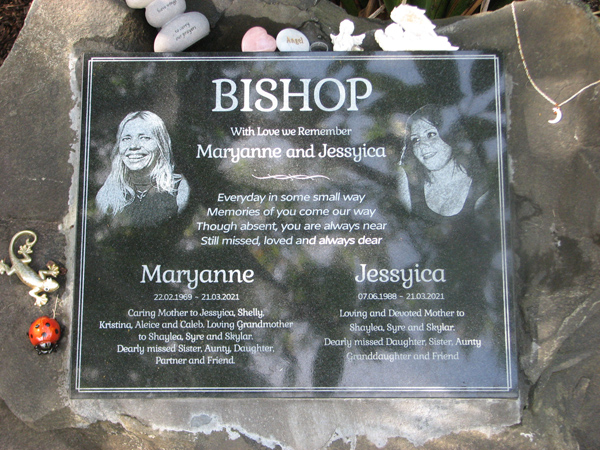 Angel
BISHOP
With Love we Remember
Maryanne and Jessyica
Everyday in some small way
Memories of you come our way
Though absent, you are always near
Still missed, loved and always dear
Maryanne
22.02.1969 ~ 21.03.2021
Caring Mother to Jessyica, Shelly,
Kristina, Aleice and Caleb. Loving Grandmother
to Shaylea, Syre and Skylar.
Dearly missed Sister, Aunty, Daughter,
Partner and Friend.
Jessyica
07.06.1988 ~ 21.03.2021
Loving and Devoted Mother to
Shaylea, Syre and Skylar.
Dearly missed Daughter, Sister, Aunty
Granddaughter and Friend